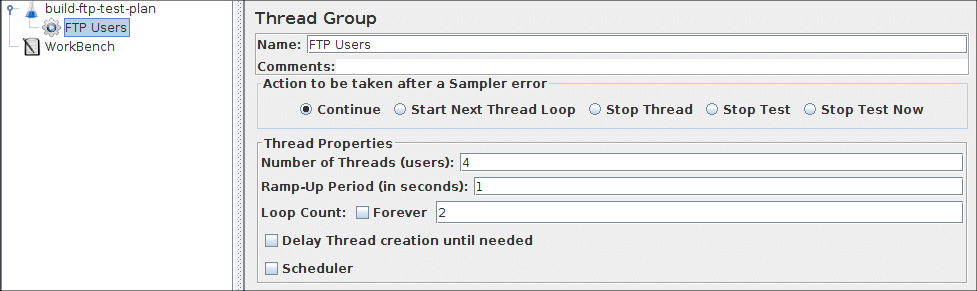 build-ftp-test-plan
FTP Users
WorkBench
Thread Group
Name: FTP Users
Comments:
Action to be taken after a Sampler error
Continue Start Next Thread Loop Stop Thread Stop Test Stop Test Now
Thread Properties
Number of Threads (users): 4
Ramp-Up Period (in seconds): 1
Loop Count: Forever 2
Delay Thread creation until needed
Scheduler